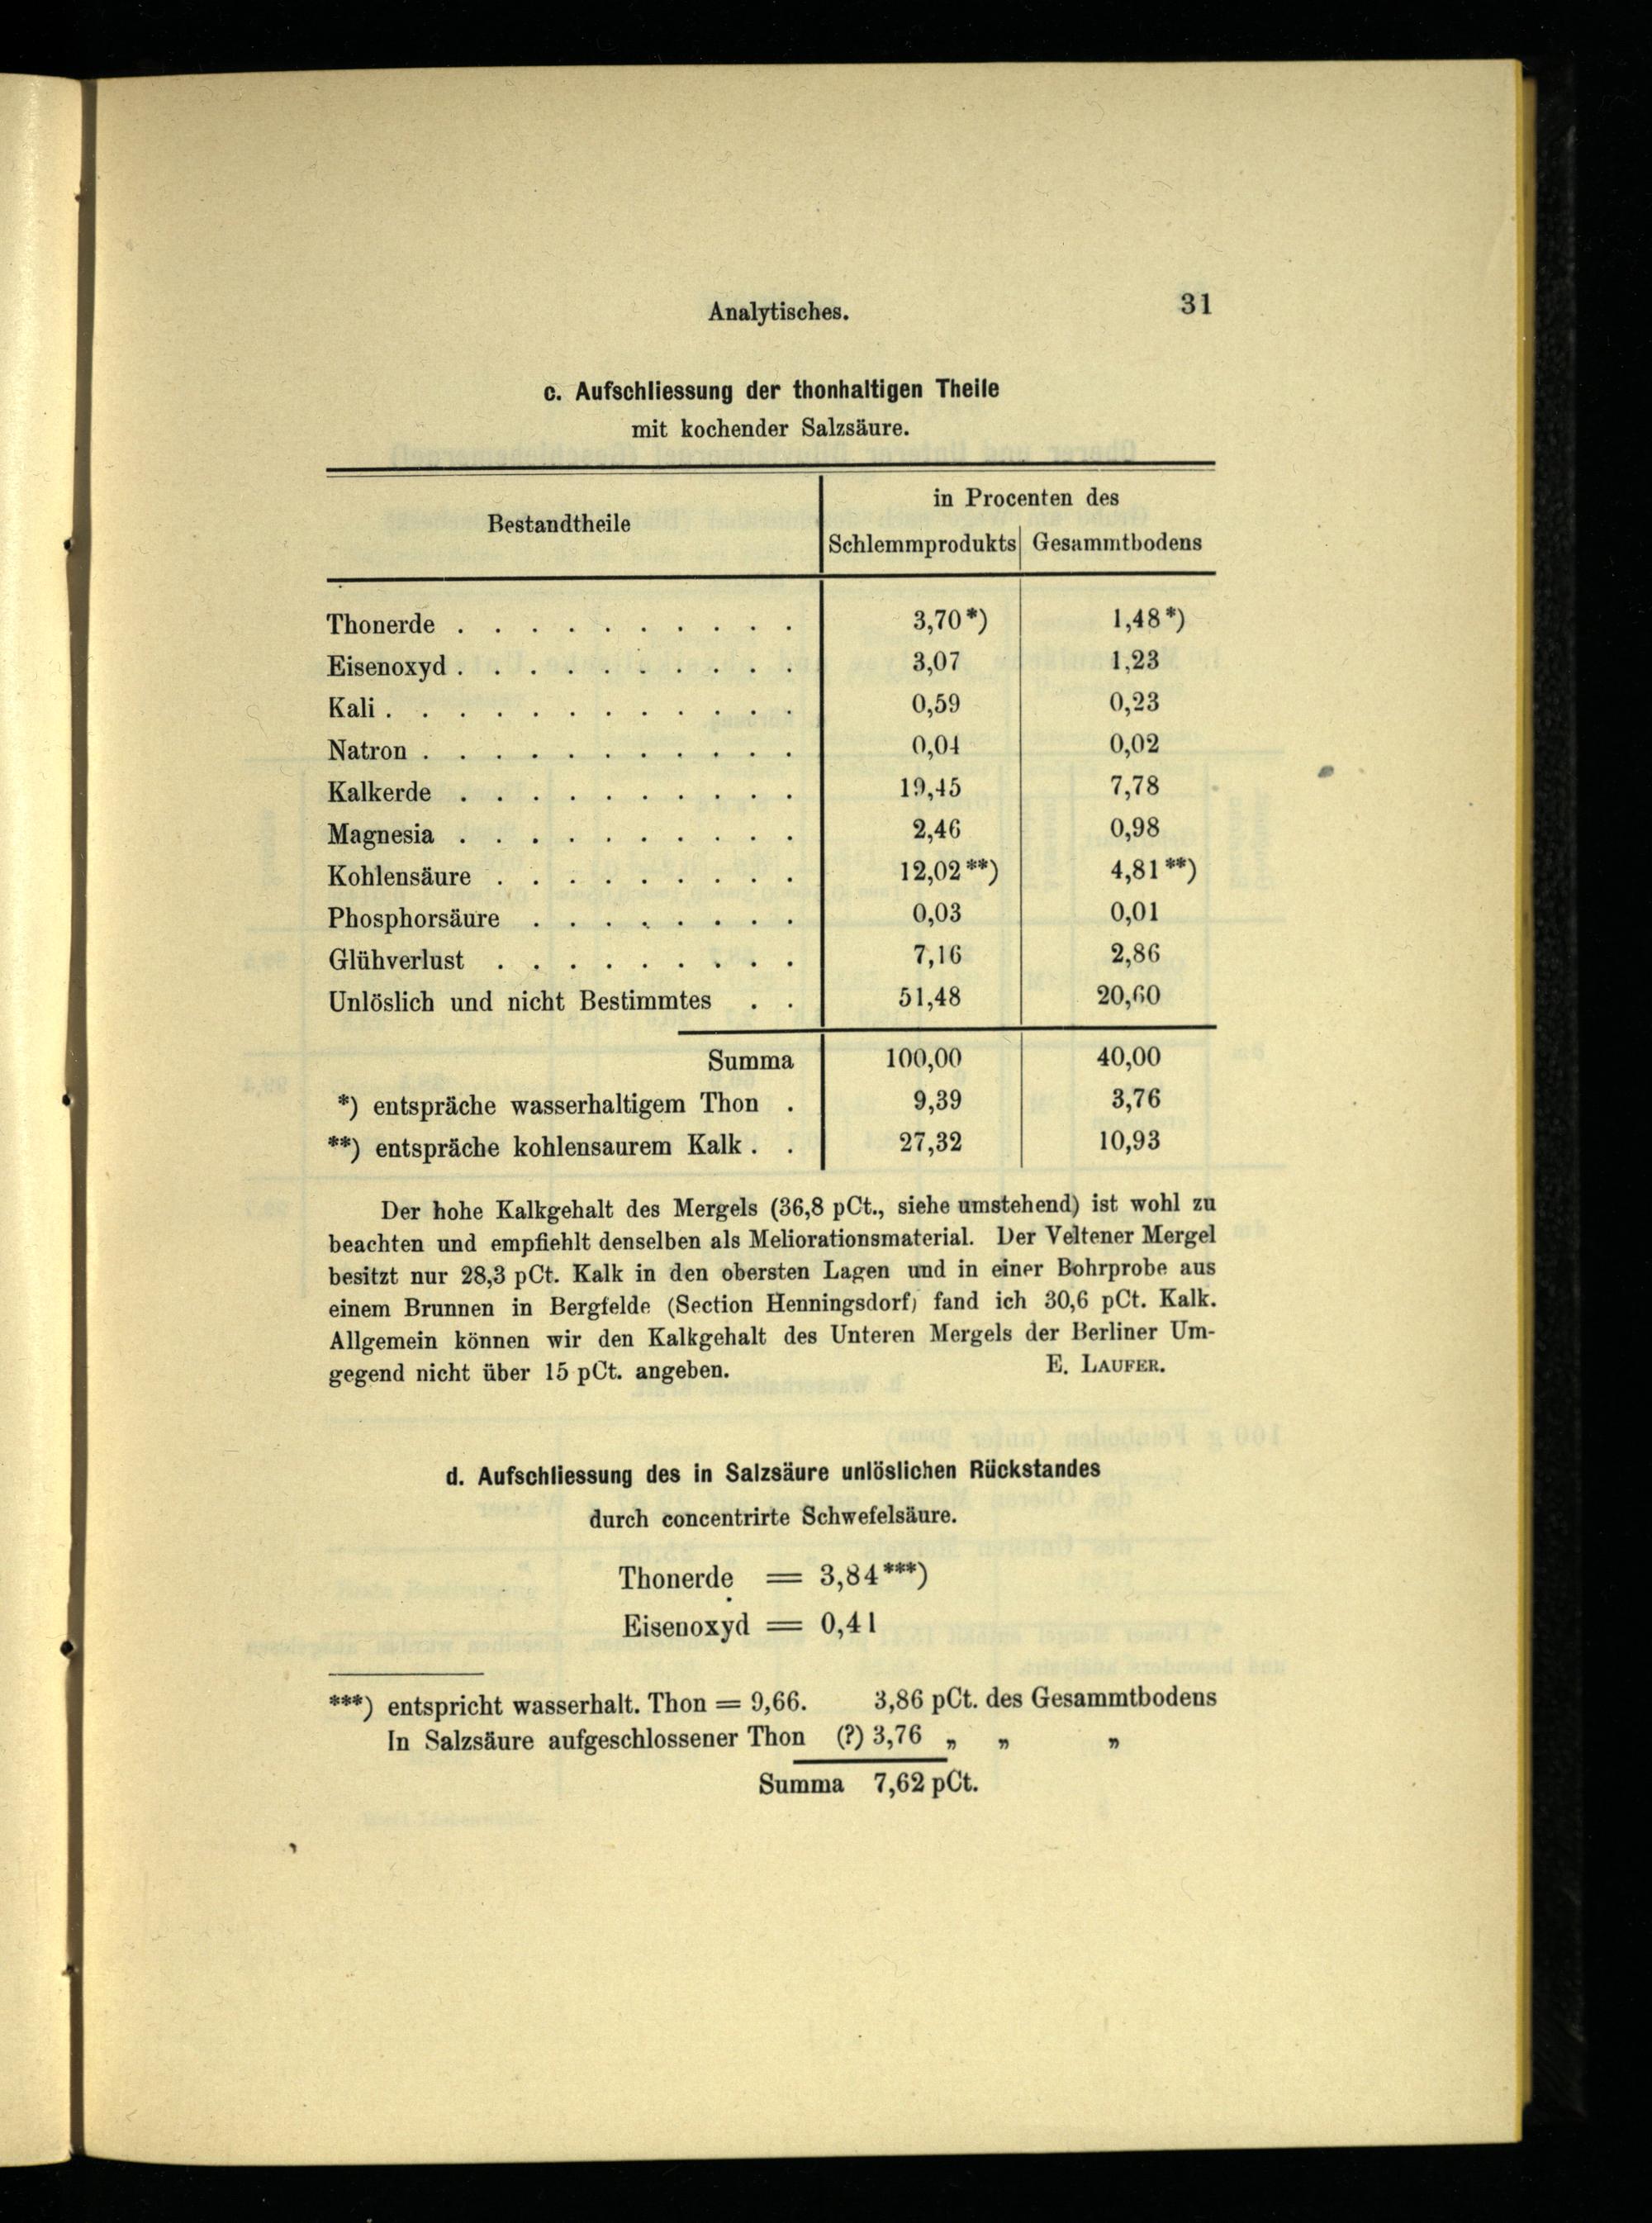 Analytisches. 31
c. Aufschliessung der thonhaltigen Theile
mit kochender Salzsäure.
Bestandtheile
in Procenten des
Schlemmprodukts Gesammtbodens
Thonerde . . . . . . . . . . 3,70*) 1,48*)
Eisenoxyd . . . . . . . . . . 3,07 1,23
Kali . . . . . . . . . . . . 0,59 0,23
Natron . . . . . . . . . . . 0,04 0,02
Kalkerde . . . . . . . . . . 19,45 7,78
Magnesia . . . . . . . . . . 2,46 0,98
Kohlensäure . . . . . . . . . 12,02**) 4,81**)
Phosphorsäure . . . . . . . . 0,03 0,01
Glühverlust . . . . . . . . . 7,16 2,86
Unlöslich und nicht Bestimmtes . . 51,48 20,60
Summa 100,00 40,00
*) entspräche wasserhaltigem Thon . 9,39 3,76
**) entspräche kohlensaurem Kalk . . 27,32 10,93
Der hohe Kalkgehalt des Mergels (36,8 pCt., siehe umstehend) ist wohl zu
beachten und empfiehlt denselben als Meliorationsmaterial. Der Veltener Mergel
besitzt nur 28,3 pCt. Kalk in den obersten Lagen und in einer Bohrprobe aus
einem Brunnen in Bergfelde (Section Henningsdorf) fand ich 30,6 pCt. Kalk.
Allgemein können wir den Kalkgehalt des Unteren Mergels der Berliner Um-
gegend nicht über 15 pCt. angeben. E. LAUFER.
d. Aufschliessung des in Salzsäure unlöslichen Rückstandes
durch concentrirte Schwefelsäure.
Thonerde = 3,84***)
Eisenoxyd = 0,41
***) entspricht wasserhalt. Thon = 9,66. 3,86 pCt. des Gesammtbodens
In Salzsäure aufgeschlossener Thon (?) 3,76 „ „ „
Summa 7,62 pCt.